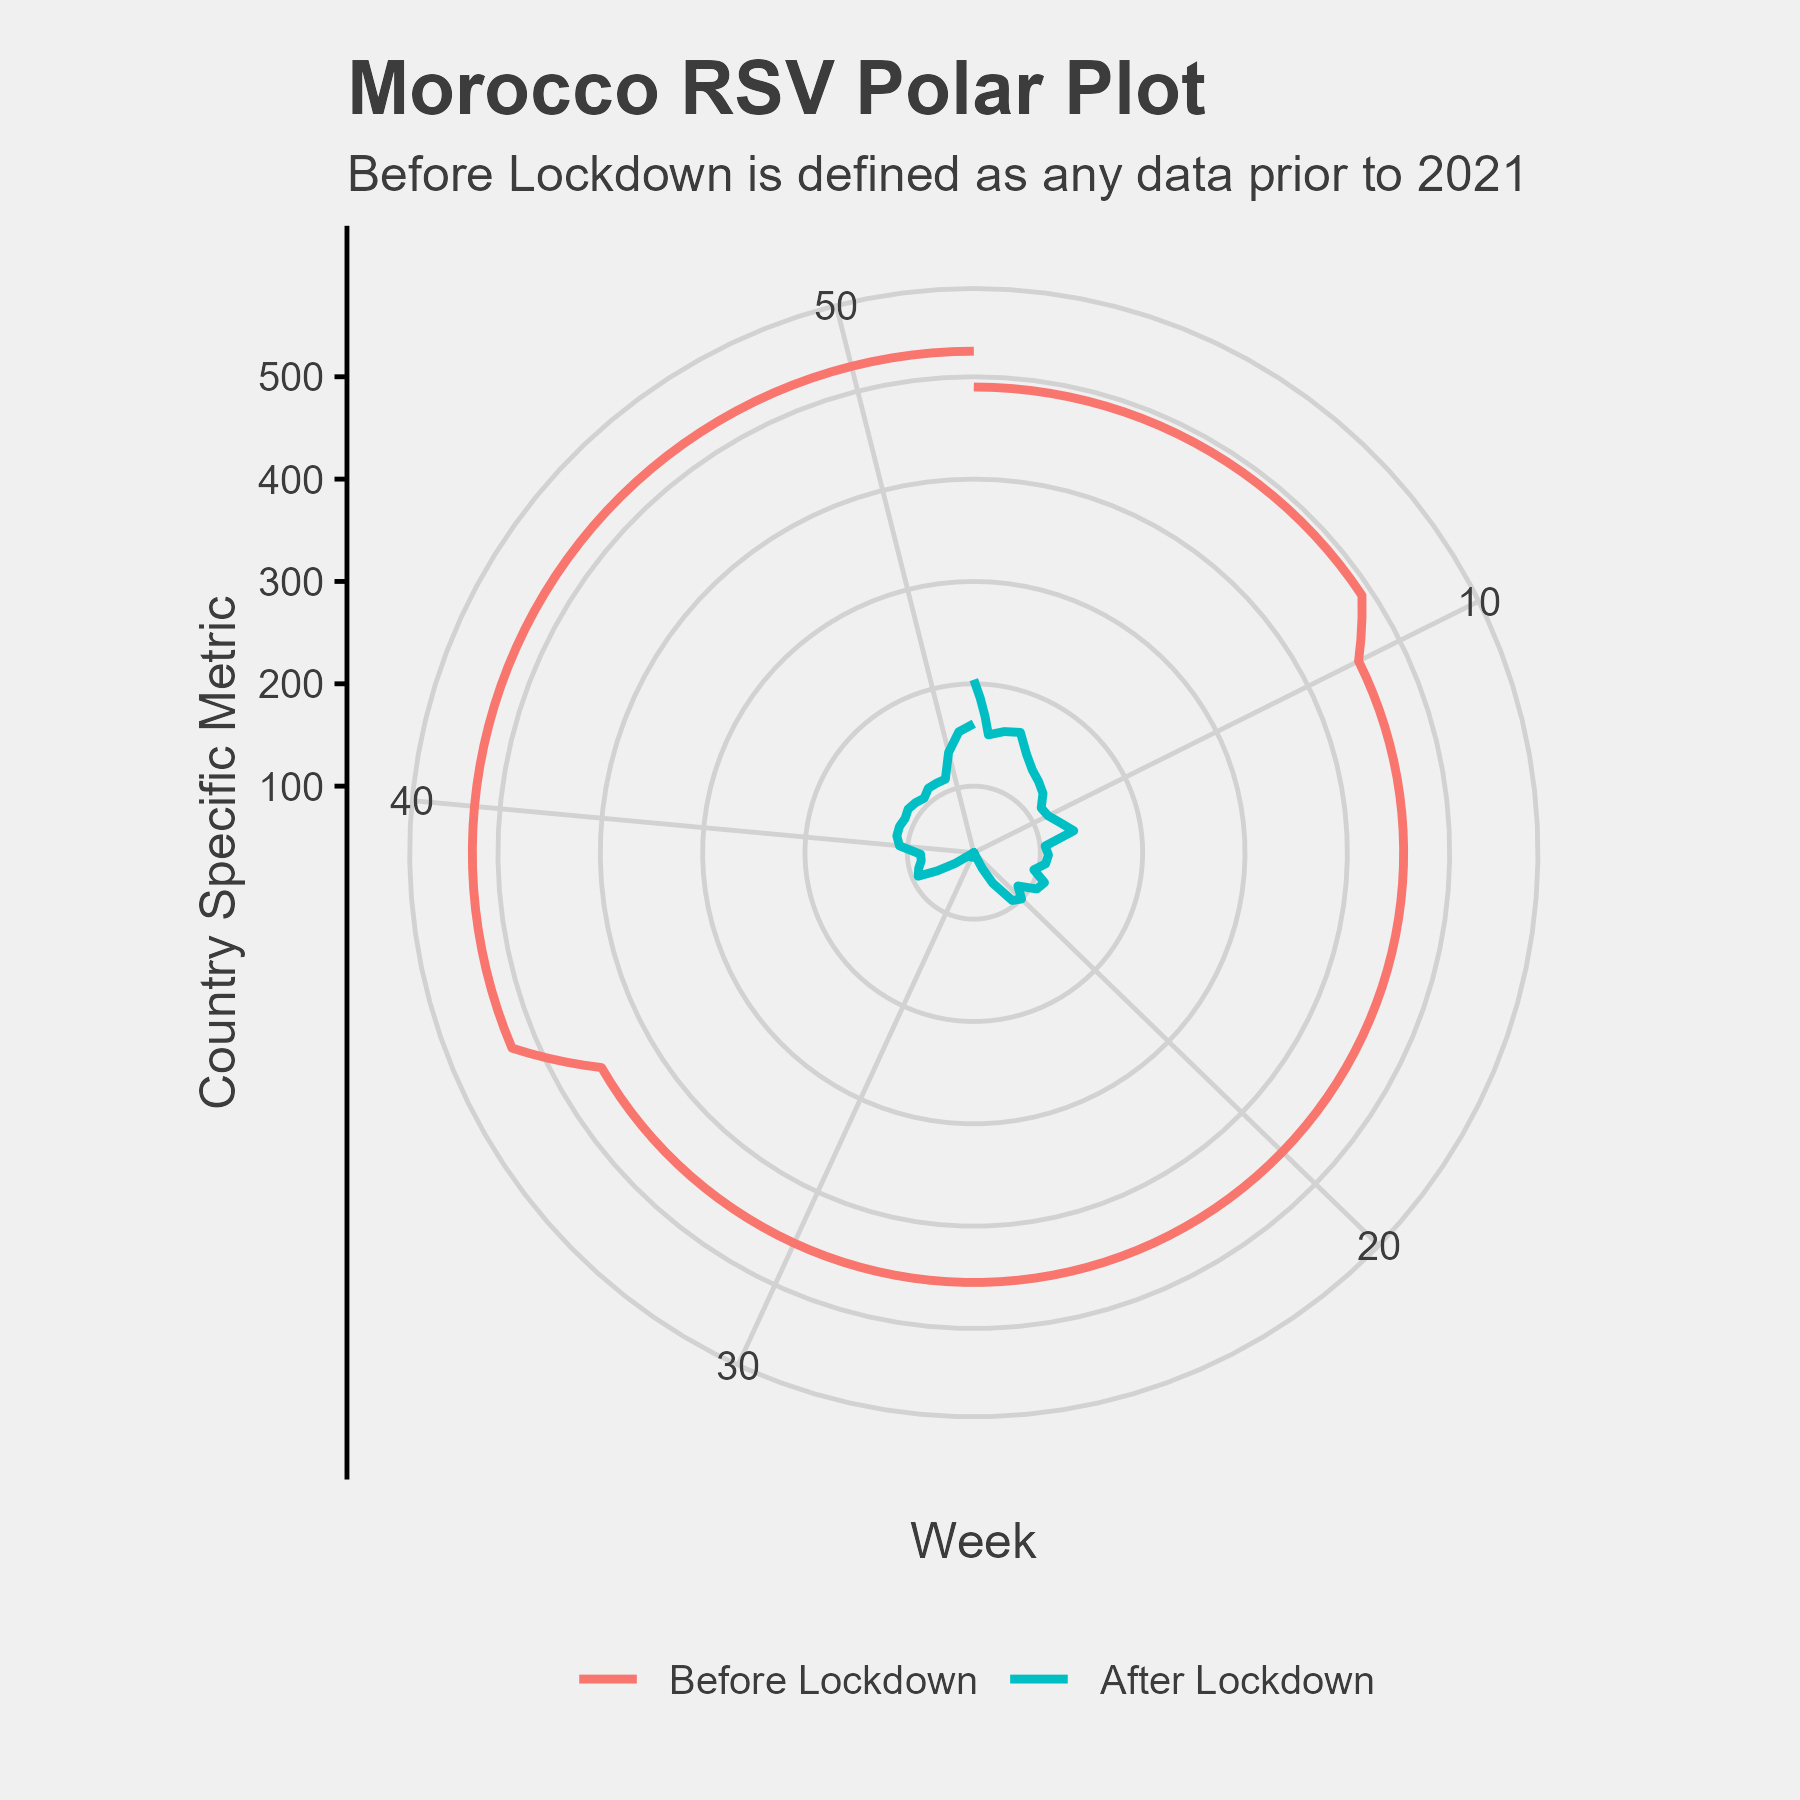 Morocco RSV Polar Plot
Before Lockdown is defined as any data prior to 2021
50
500
400
300
200
100
10
40
20
30
Country Specific Metric
Week
Before Lockdown
After Lockdown